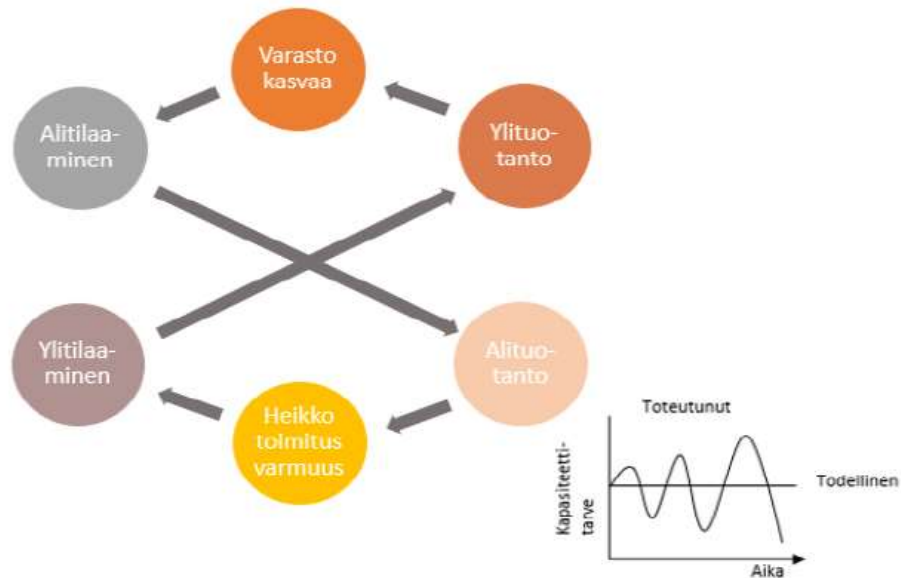 Varasto
kasvaa
Alitilaa-
minen
Ylituo-
tanto
Ylitilaa-
minen
Alituo-
tanto
Heikko
toimitus
varmuus
Toteutunut
Kapasiteetti-
tarve
Todellinen
Aika